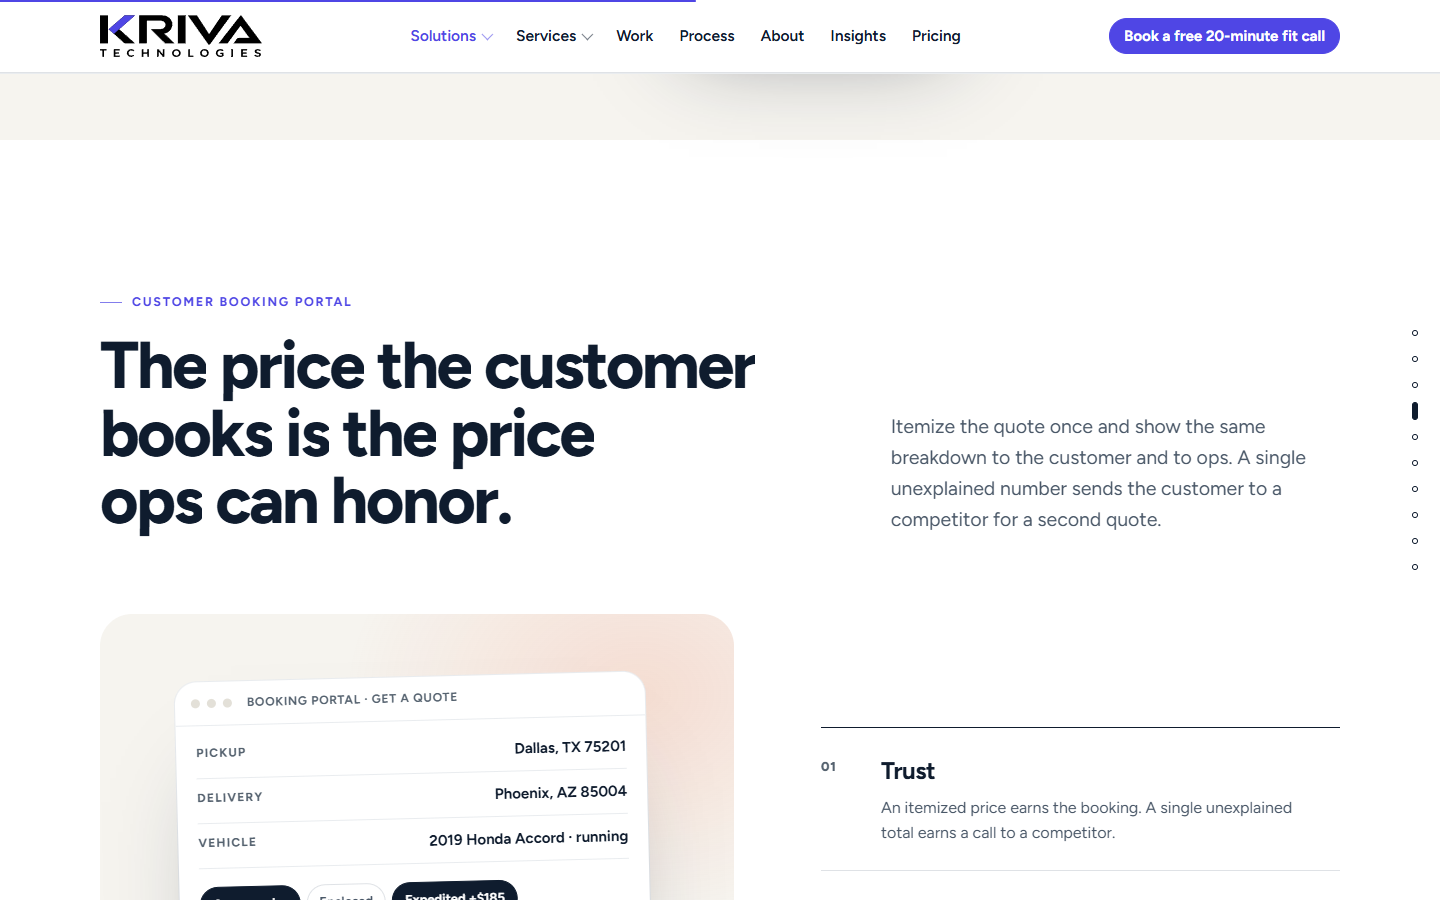 KRIVA
TECHNOLOGIES
Solutions
Services
Work
Process
About
Insights
Pricing
Book a free 20-minute fit call
CUSTOMER BOOKING PORTAL
The price the customer
books is the price
ops can honor.
Itemize the quote once and show the same
breakdown to the customer and to ops. A single
unexplained number sends the customer to a
competitor for a second quote.
BOOKING PORTAL · GET A QUOTE
PICKUP Dallas, TX 75201
DELIVERY Phoenix, AZ 85004
VEHICLE 2019 Honda Accord · running
Expedited +$185
01 Trust
An itemized price earns the booking. A single unexplained
total earns a call to a competitor.